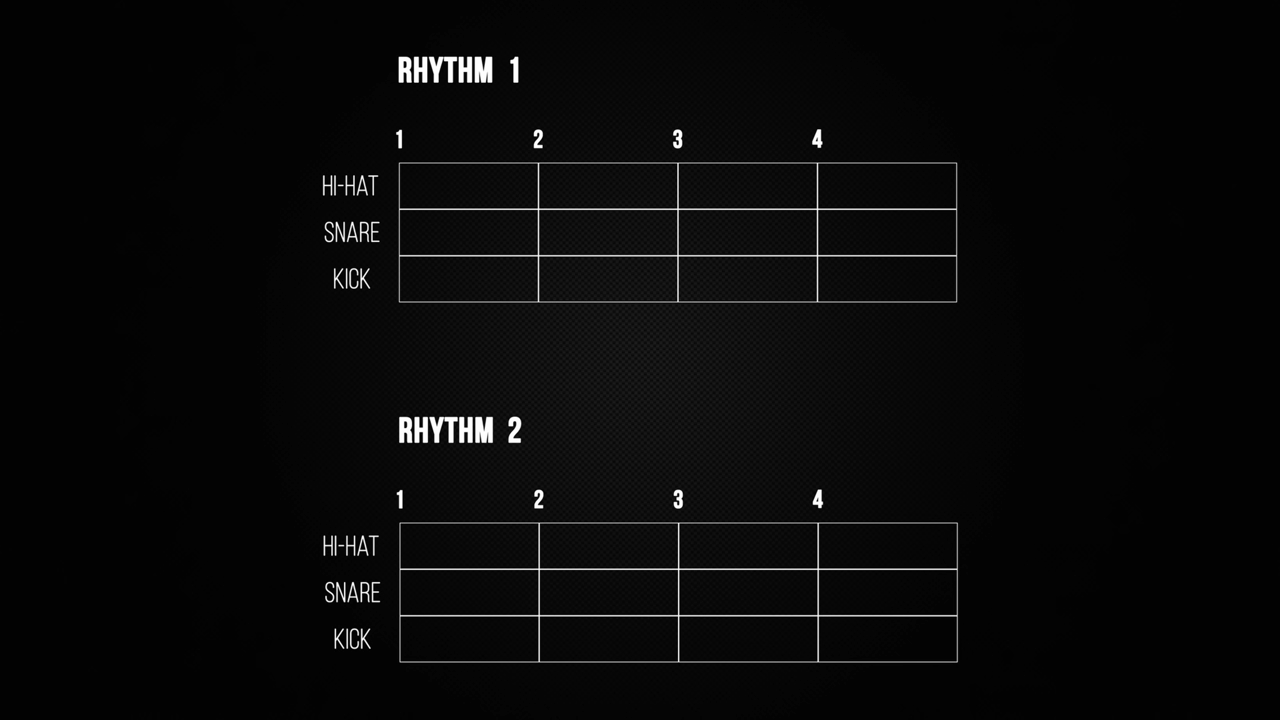 RHYTHM 1
1 2 3 4
HI-HAT
SNARE
KICK
RHYTHM 2
1 2 3 4
HI-HAT
SNARE
KICK